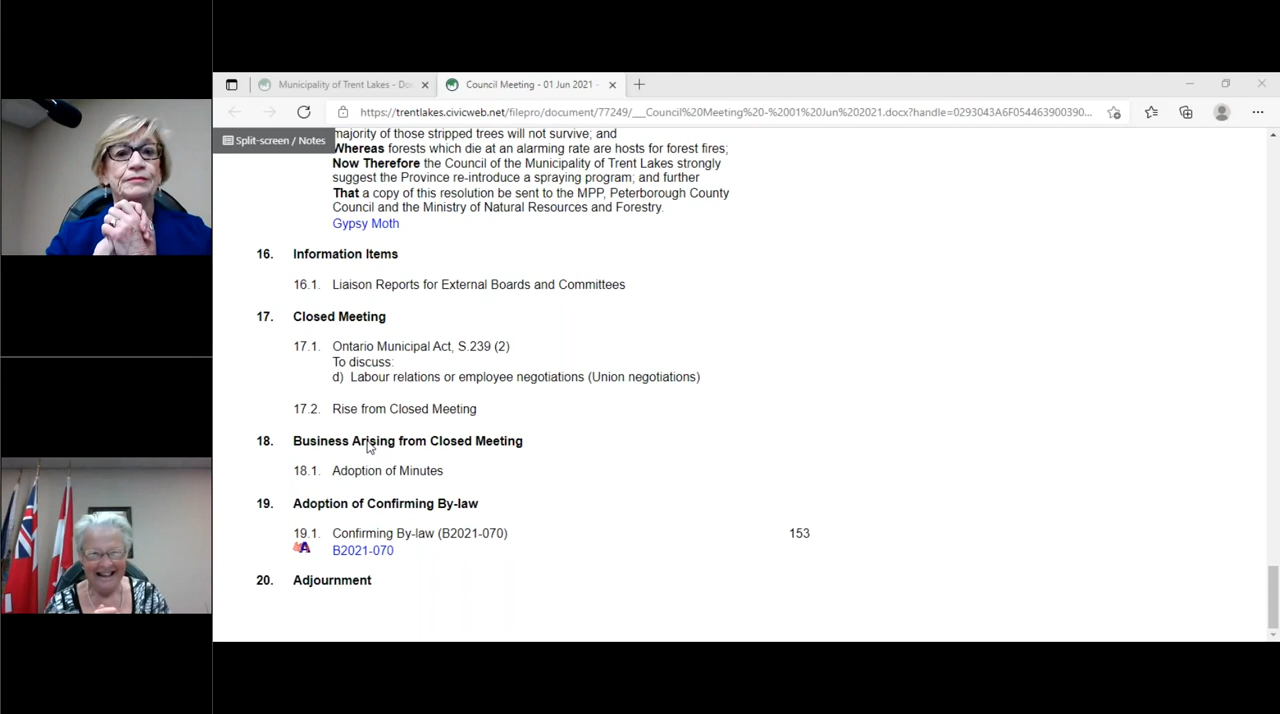 Municipality of Trent Lakes - Do
Council Meeting - 01 Jun 2021 -
https://trentlakes.civicweb.net/filepro/document/77249/__Council%20Meeting%20-%2001%20Jun%202021.docx?handle=0293043A6F054463900390...
Split-screen / Notes
majority of those stripped trees will not survive; and
Whereas forests which die at an alarming rate are hosts for forest fires;
Now Therefore the Council of the Municipality of Trent Lakes strongly
suggest the Province re-introduce a spraying program; and further
That a copy of this resolution be sent to the MPP, Peterborough County
Council and the Ministry of Natural Resources and Forestry.
Gypsy Moth
16. Information Items
16.1. Liaison Reports for External Boards and Committees
17. Closed Meeting
17.1. Ontario Municipal Act, S.239 (2)
To discuss:
d) Labour relations or employee negotiations (Union negotiations)
17.2. Rise from Closed Meeting
18. Business Arising from Closed Meeting
18.1. Adoption of Minutes
19. Adoption of Confirming By-law
19.1. Confirming By-law (B2021-070) 153
B2021-070
20. Adjournment